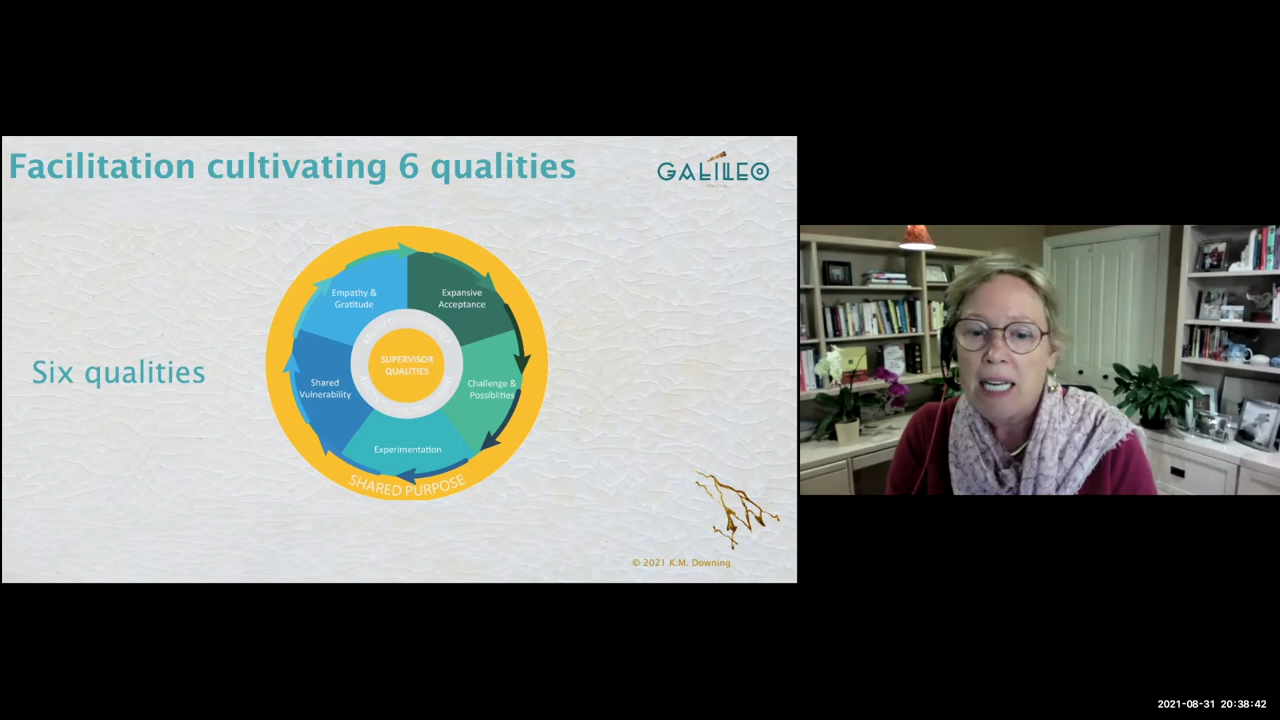 Facilitation cultivating 6 qualities
GALILEO
Empathy &
Gratitude
Expansive
Acceptance
SUPERVISOR
QUALITIES
Six qualities
Shared
Vulnerability
Challenge &
Possiblities
Experimentation
SHARED PURPOSE
© 2021 K.M. Downing
2021-08-31 20:38:42